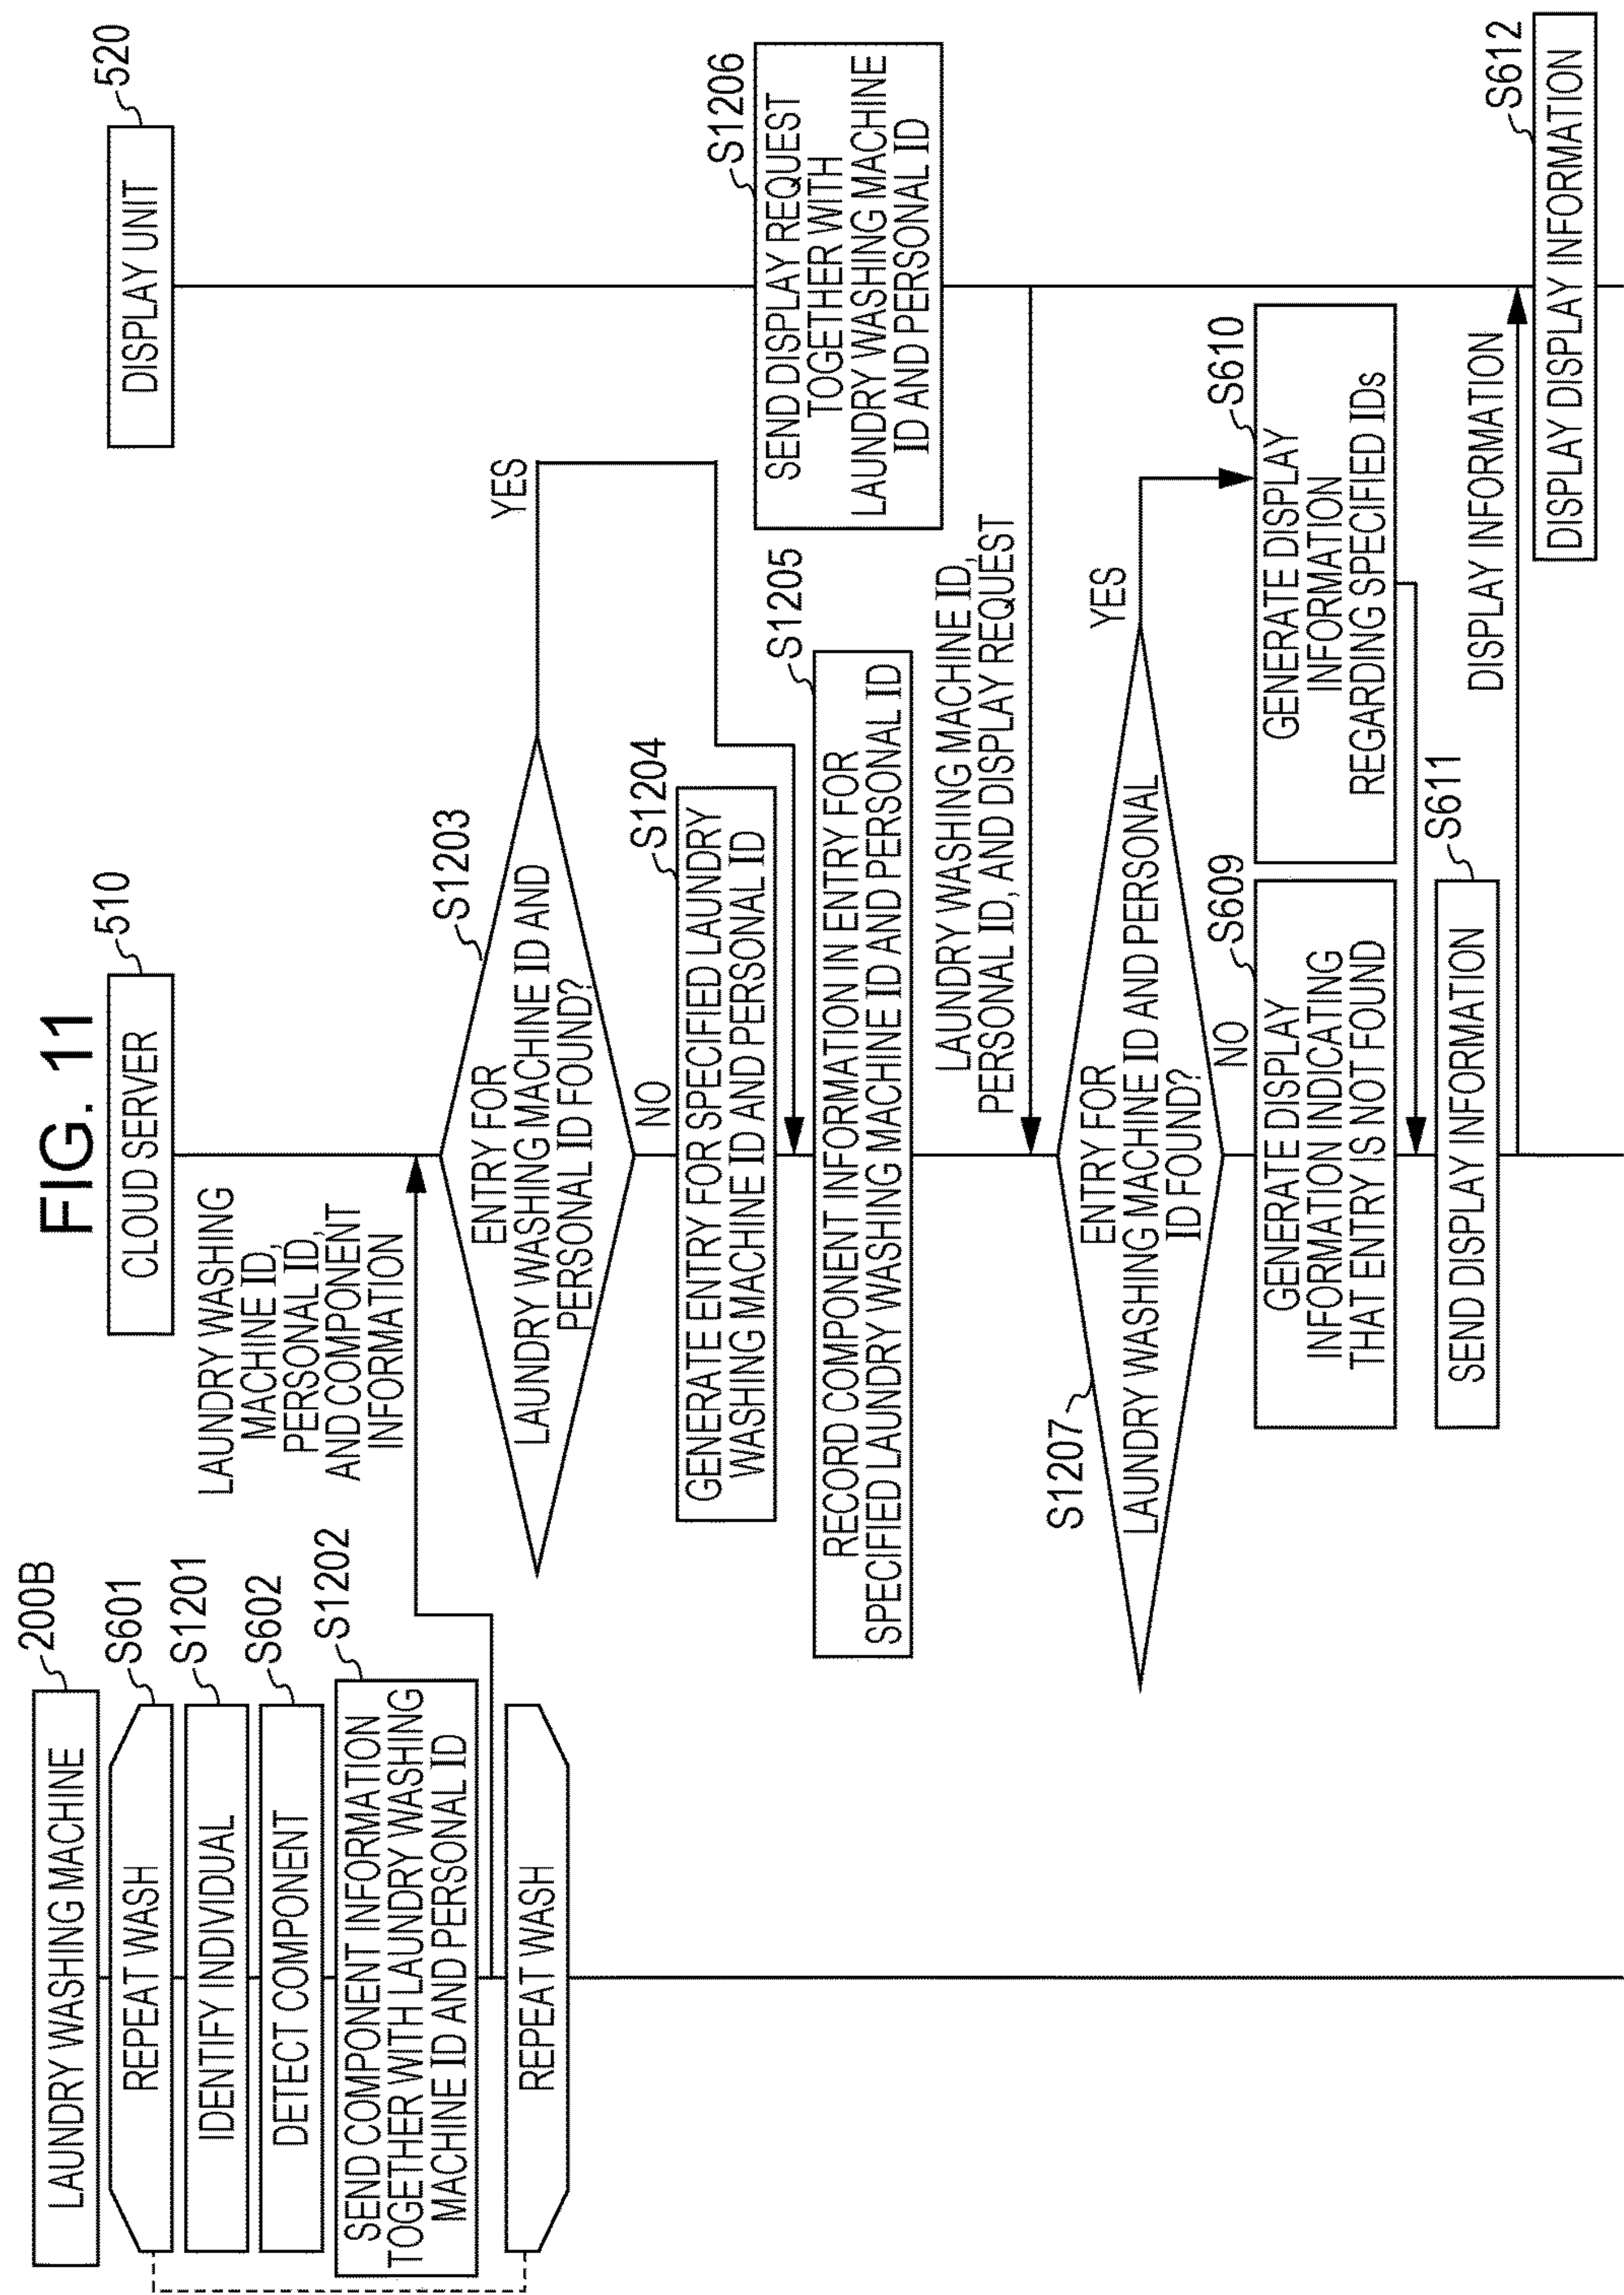 FIG. 11
LAUNDRY WASHING MACHINE
200B
REPEAT WASH
S601
IDENTIFY INDIVIDUAL
S1201
DETECT COMPONENT
S602
SEND COMPONENT INFORMATION
TOGETHER WITH LAUNDRY WASHING
MACHINE ID AND PERSONAL ID
S1202
REPEAT WASH
CLOUD SERVER
510
LAUNDRY WASHING
MACHINE ID,
PERSONAL ID,
AND COMPONENT
INFORMATION
ENTRY FOR
LAUNDRY WASHING MACHINE ID AND
PERSONAL ID FOUND?
S1203
YES
NO
GENERATE ENTRY FOR SPECIFIED LAUNDRY
WASHING MACHINE ID AND PERSONAL ID
S1204
RECORD COMPONENT INFORMATION IN ENTRY FOR
SPECIFIED LAUNDRY WASHING MACHINE ID AND PERSONAL ID
S1205
DISPLAY UNIT
520
SEND DISPLAY REQUEST
TOGETHER WITH
LAUNDRY WASHING MACHINE
ID AND PERSONAL ID
S1206
LAUNDRY WASHING MACHINE ID,
PERSONAL ID, AND DISPLAY REQUEST
S1207
ENTRY FOR
LAUNDRY WASHING MACHINE ID AND PERSONAL
ID FOUND?
YES
NO
GENERATE DISPLAY
INFORMATION INDICATING
THAT ENTRY IS NOT FOUND
S609
GENERATE DISPLAY
INFORMATION
REGARDING SPECIFIED IDs
S610
SEND DISPLAY INFORMATION
S611
DISPLAY INFORMATION
DISPLAY DISPLAY INFORMATION
S612